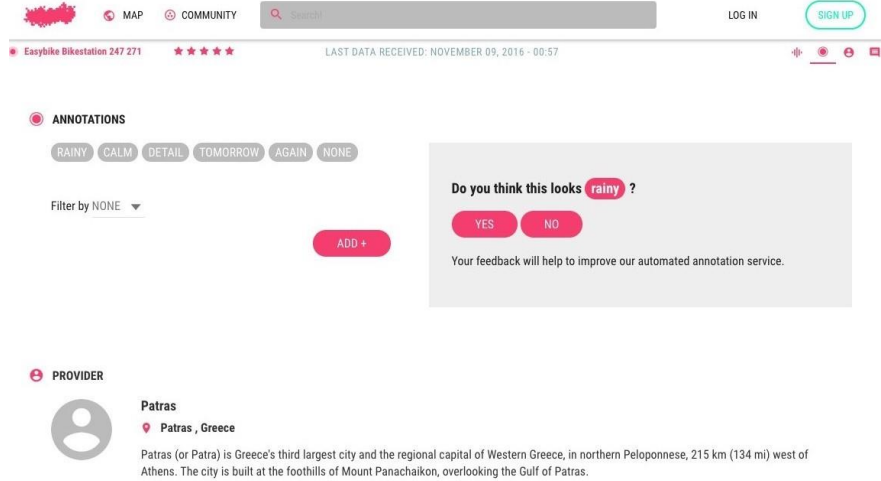 MAP
COMMUNITY
Search!
LOG IN
SIGN UP
Easybike Bikestation 247 271
LAST DATA RECEIVED: NOVEMBER 09, 2016 - 00:57
ANNOTATIONS
RAINY CALM DETAIL TOMORROW AGAIN NONE
Filter by NONE
ADD +
Do you think this looks rainy ?
YES NO
Your feedback will help to improve our automated annotation service.
PROVIDER
Patras
Patras , Greece
Patras (or Patra) is Greece's third largest city and the regional capital of Western Greece, in northern Peloponnese, 215 km (134 mi) west of
Athens. The city is built at the foothills of Mount Panachaikon, overlooking the Gulf of Patras.